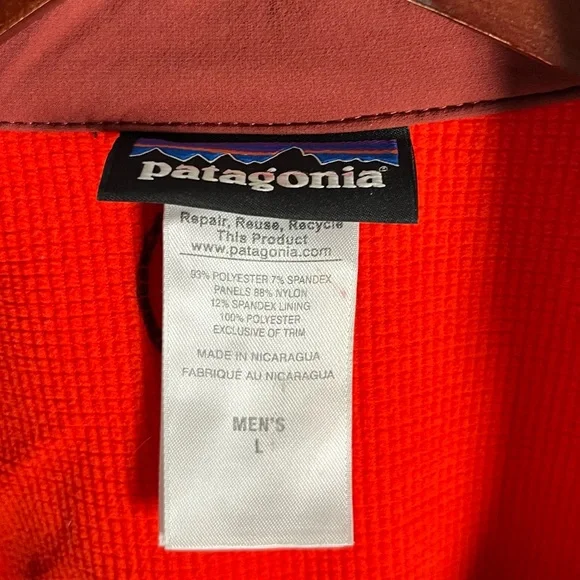 patagonia®
Repair, Reuse, Recycle
This Product
www.patagonia.com
93% POLYESTER 7% SPANDEX
PANELS 88% NYLON
12% SPANDEX LINING
100% POLYESTER
EXCLUSIVE OF TRIM
MADE IN NICARAGUA
FABRIQUÉ AU NICARAGUA
MEN'S
L